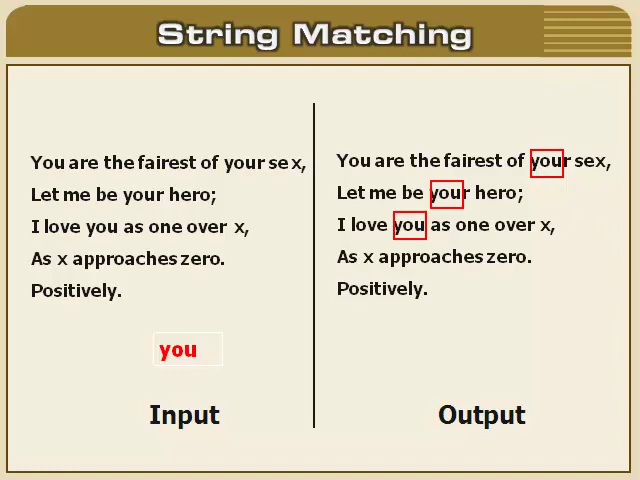 String Matching
You are the fairest of your sex,
Let me be your hero;
I love you as one over x,
As x approaches zero.
Positively.
you
Input
You are the fairest of your sex,
Let me be your hero;
I love you as one over x,
As x approaches zero.
Positively.
Output